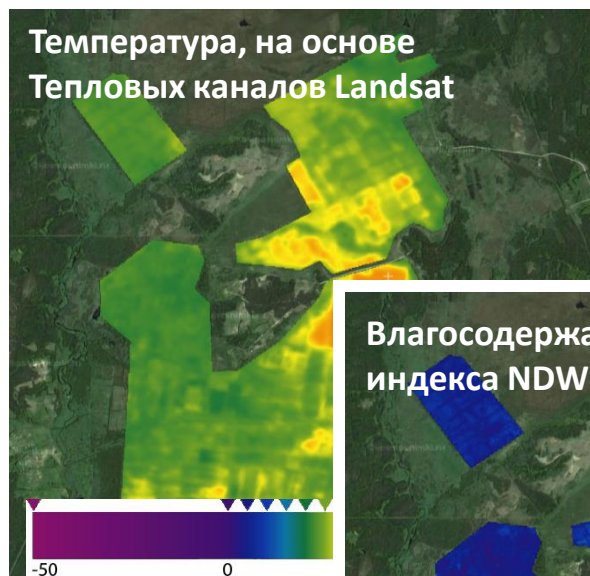 Температура, на основе
Тепловых каналов Landsat
Влагосодержа
индекса NDW
-50
0